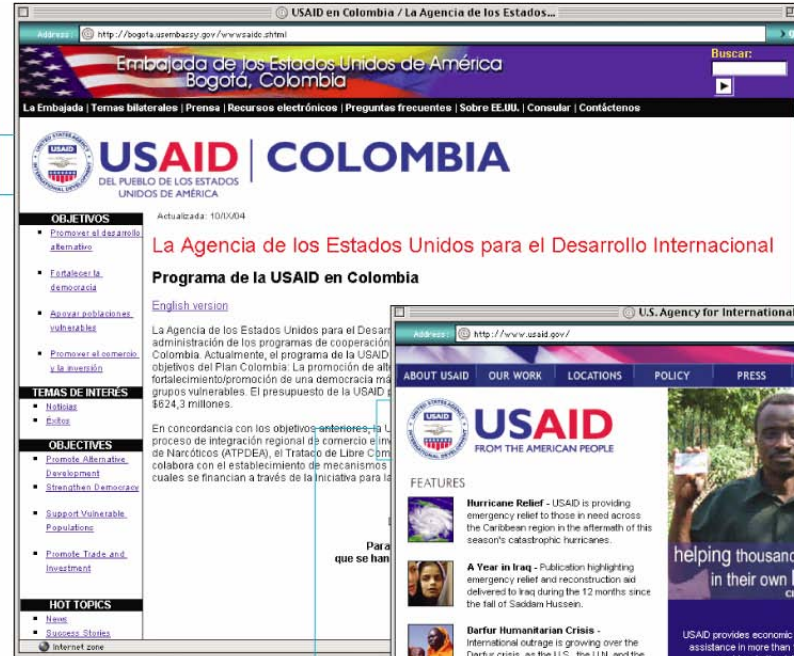 USAID en Colombia / La Agencia de los Estados...
Address: http://bogota.usembassy.gov/wwwsaidc.shtml
Embajada de los Estados Unidos de América
Bogotá, Colombia
Buscar:
La Embajada | Temas bilaterales | Prensa | Recursos electrónicos | Preguntas frecuentes | Sobre EE.UU. | Consular | Contáctenos
USAID
USAID | COLOMBIA
DEL PUEBLO DE LOS ESTADOS
UNIDOS DE AMÉRICA
OBJETIVOS
Promover el desarrollo
alternativo
Fortalecer la
democracia
Apoyar poblaciones
vulnerables
Promover el comercio
y la inversión
TEMAS DE INTERÉS
Noticias
Éxitos
OBJECTIVES
Promote Alternative
Development
Strengthen Democracy
Support Vulnerable
Populations
Promote Trade and
Investment
HOT TOPICS
News
Success Stories
Internet zone
Actualizada: 10/IX/04
La Agencia de los Estados Unidos para el Desarrollo Internacional
Programa de la USAID en Colombia
English version
La Agencia de los Estados Unidos para el Desarr
administración de los programas de cooperación
Colombia. Actualmente, el programa de la USAID
objetivos del Plan Colombia: La promoción de alt
fortalecimiento/promoción de una democracia má
grupos vulnerables. El presupuesto de la USAID p
$624,3 millones.
En concordancia con los objetivos anteriores, la U
proceso de integración regional de comercio e inv
de Narcóticos (ATPDEA), el Tratado de Libre Com
colabora con el establecimiento de mecanismos
cuales se financian a través de la Iniciativa para la
Para
que se han
U.S. Agency for International
Address: http://www.usaid.gov/
ABOUT USAID OUR WORK LOCATIONS POLICY PRESS
USAID
USAID
FROM THE AMERICAN PEOPLE
FEATURES
Hurricane Relief - USAID is providing
emergency relief to those in need across
the Caribbean region in the aftermath of this
season's catastrophic hurricanes.
A Year in Iraq - Publication highlighting
emergency relief and reconstruction aid
delivered to Iraq during the 12 months since
the fall of Saddam Hussein.
Darfur Humanitarian Crisis -
International outrage is growing over the
Darfur crisis, as the U.S., the U.N. and the
helping thousand
in their own
USAID provides economic
assistance in more than